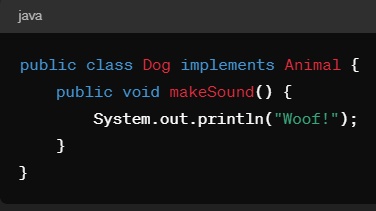 java
public class Dog implements Animal {
    public void makeSound() {
        System.out.println("Woof!");
    }
}